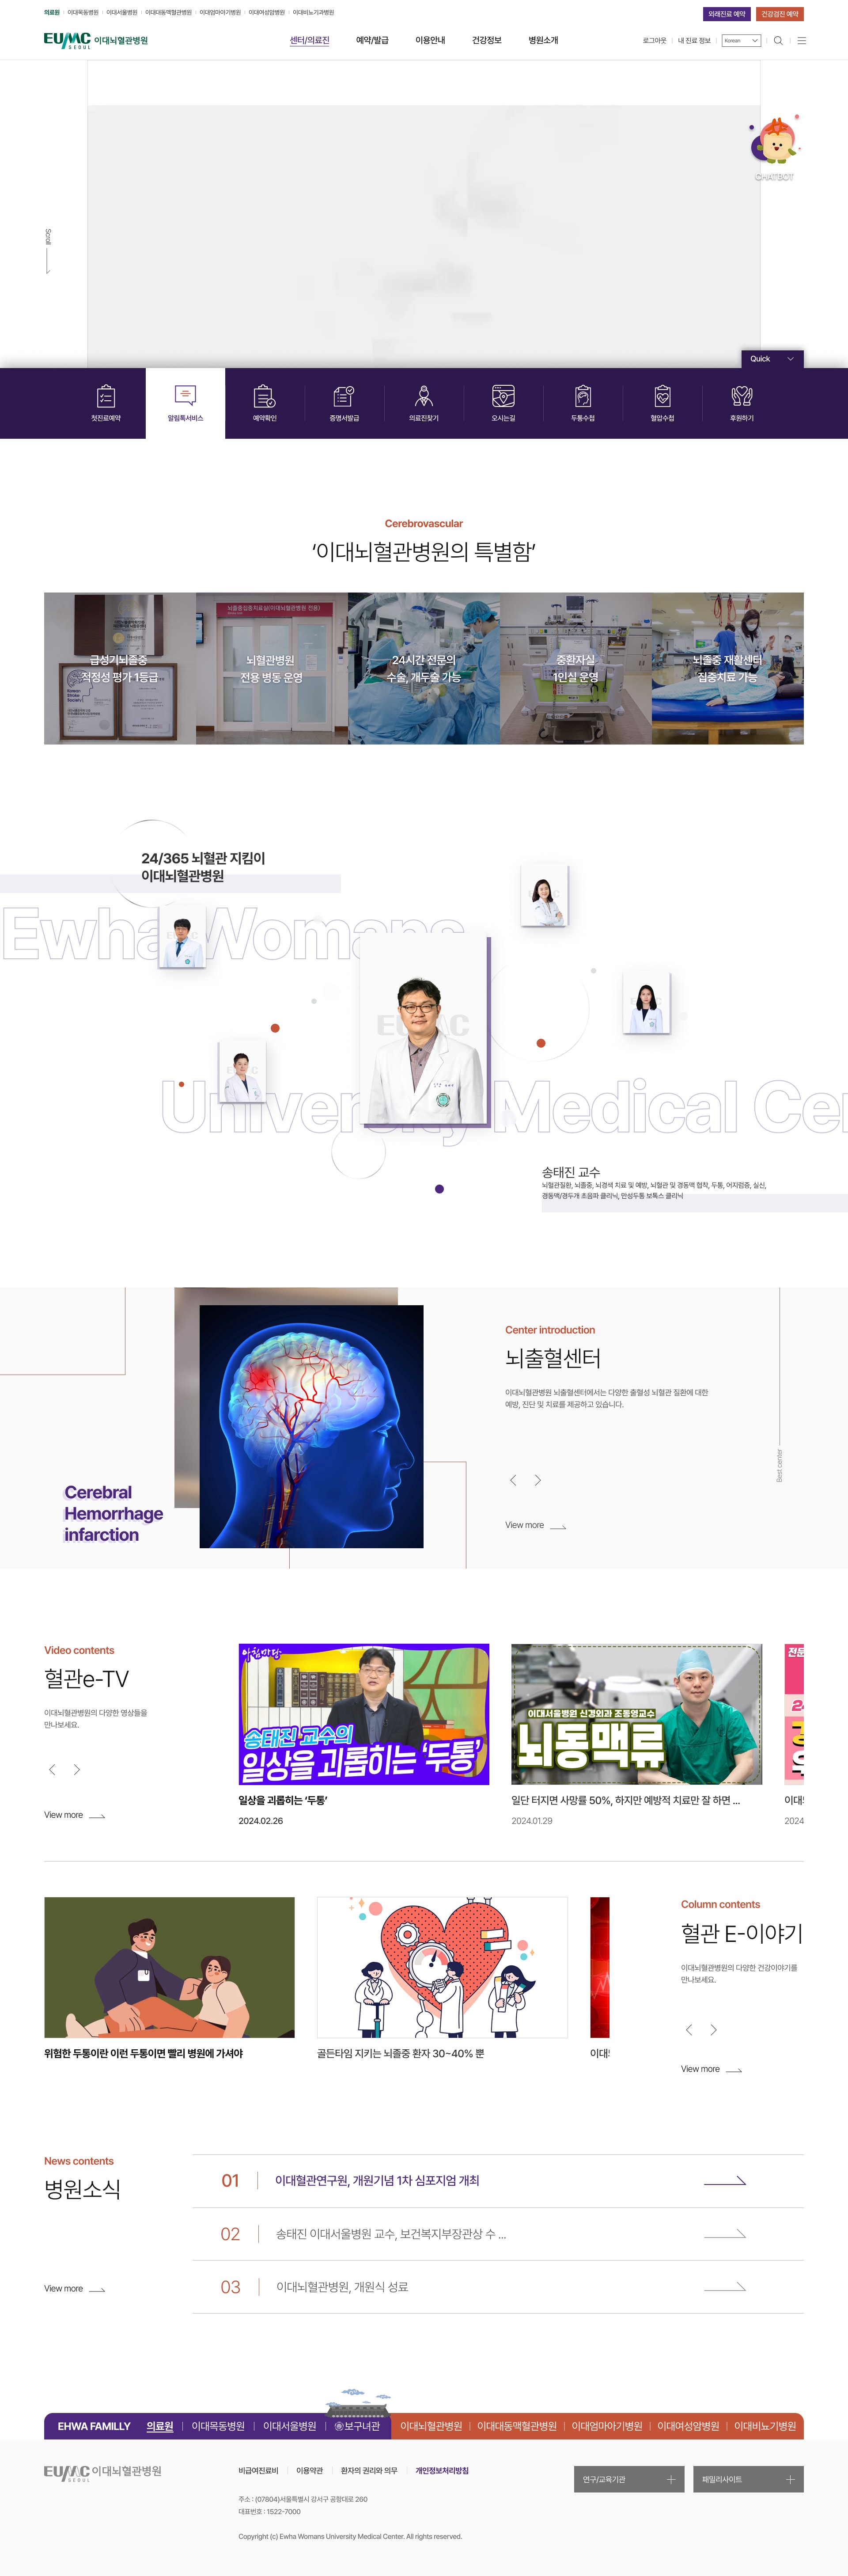 의료원 이대목동병원 이대서울병원 이대대동맥혈관병원 이대엄마아기병원 이대여성암병원 이대비뇨기과병원
외래진료 예약 건강검진 예약
EUMC SEOUL 이대뇌혈관병원
센터/의료진 예약/발급 이용안내 건강정보 병원소개
로그아웃 내 진료 정보 Korean
CHATBOT
Scroll
Quick
첫진료예약
알림톡서비스
예약확인
증명서발급
의료진찾기
오시는길
두통수첩
혈압수첩
후원하기
Cerebrovascular
‘이대뇌혈관병원의 특별함’
급성기뇌졸중
적정성 평가 1등급
뇌졸중집중치료실(이대뇌혈관병원 전용)
뇌혈관병원
전용 병동 운영
24시간 전문의
수술, 개두술 가능
중환자실
1인실 운영
뇌졸중 재활센터
집중치료 가능
24/365 뇌혈관 지킴이
이대뇌혈관병원
Ewha Womans
University Medical Cen
EUMC
송태진 교수
뇌혈관질환, 뇌졸중, 뇌경색 치료 및 예방, 뇌혈관 및 경동맥 협착, 두통, 어지럼증, 실신,
경동맥/경두개 초음파 클리닉, 만성두통 보톡스 클리닉
Center introduction
뇌출혈센터
이대뇌혈관병원 뇌출혈센터에서는 다양한 출혈성 뇌혈관 질환에 대한
예방, 진단 및 치료를 제공하고 있습니다.
Best center
View more
Cerebral
Hemorrhage
infarction
Video contents
혈관e-TV
이대뇌혈관병원의 다양한 영상들을
만나보세요.
View more
아침마당
송태진 교수의
일상을 괴롭히는 '두통'
일상을 괴롭히는 ‘두통’
2024.02.26
이대서울병원 신경외과 조동영교수
뇌동맥류
일단 터지면 사망률 50%, 하지만 예방적 치료만 잘 하면 ...
2024.01.29
2024
위험한 두통이란 이런 두통이면 빨리 병원에 가셔야
골든타임 지키는 뇌졸중 환자 30~40% 뿐
Column contents
혈관 E-이야기
이대뇌혈관병원의 다양한 건강이야기를
만나보세요.
View more
News contents
병원소식
View more
01 이대혈관연구원, 개원기념 1차 심포지엄 개최
02 송태진 이대서울병원 교수, 보건복지부장관상 수 ...
03 이대뇌혈관병원, 개원식 성료
EHWA FAMILLY 의료원 이대목동병원 이대서울병원 보구녀관 이대뇌혈관병원 이대대동맥혈관병원 이대엄마아기병원 이대여성암병원 이대비뇨기병원
EUMC SEOUL 이대뇌혈관병원
비급여진료비 이용약관 환자의 권리와 의무 개인정보처리방침
연구/교육기관
패밀리사이트
주소 : (07804)서울특별시 강서구 공항대로 260
대표번호 : 1522-7000
Copyright (c) Ewha Womans University Medical Center. All rights reserved.